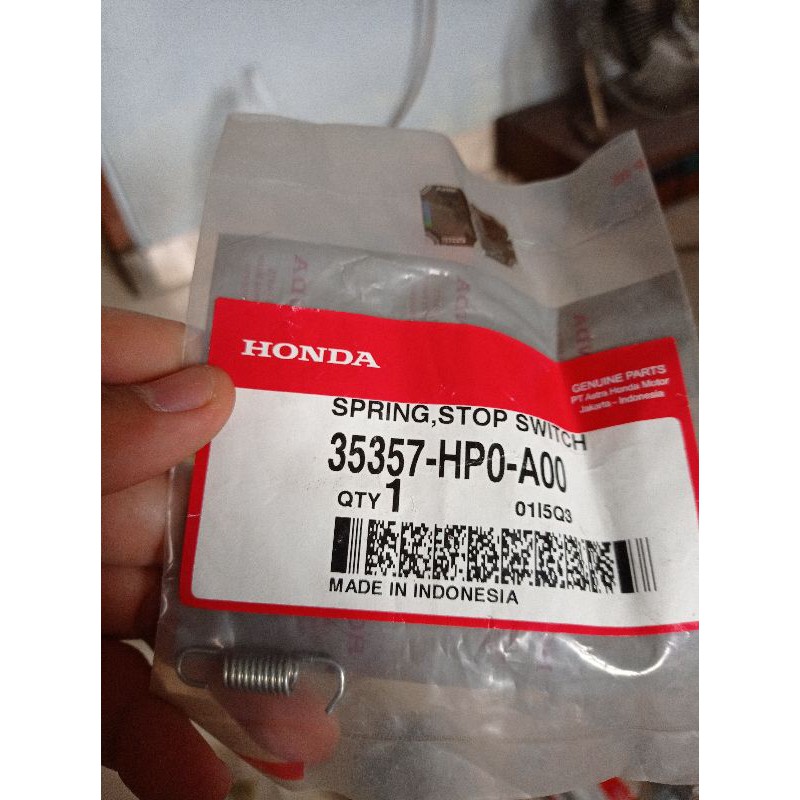 HONDA
GENUINE PARTS
PT Astra Honda Motor
Jakarta - Indonesia
SPRING,STOP SWITCH
35357-HP0-A00
QTY 1
01I5Q3
MADE IN INDONESIA